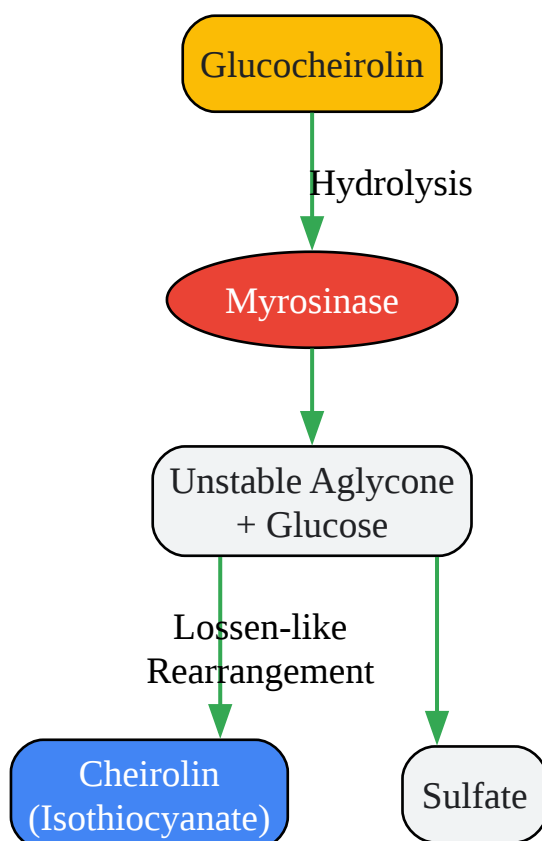 Glucocheirolin
Hydrolysis
Myrosinase
Unstable Aglycone
+ Glucose
Lossen-like
Rearrangement
Cheirolin
(Isothiocyanate)
Sulfate